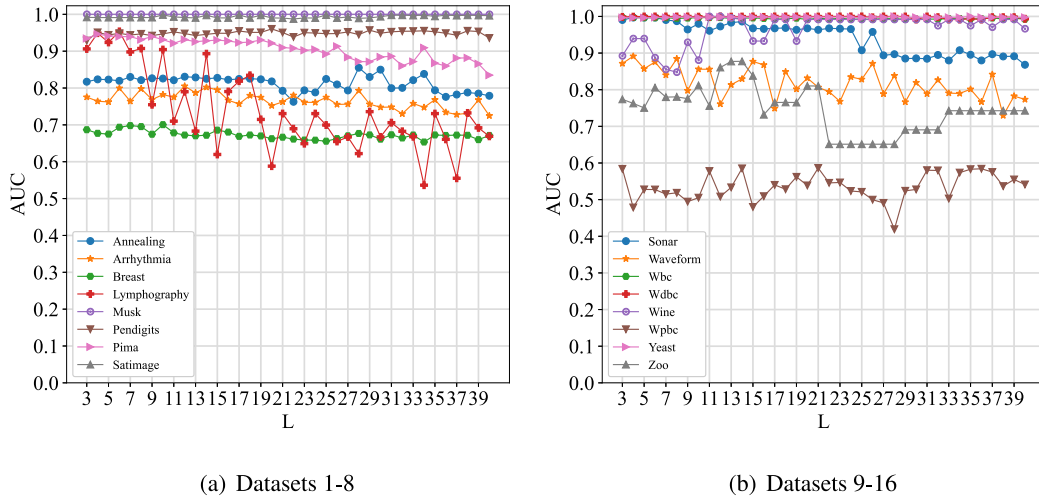 1.0
0.9
0.8
0.7
0.6
0.5
0.4
0.3
0.2
0.1
0.0
AUC
Annealing
Arrhythmia
Breast
Lymphography
Musk
Pendigits
Pima
Satimage
3 5 7 9 11 13 15 17 19 21 23 25 27 29 31 33 35 37 39
L
(a) Datasets 1-8
1.0
0.9
0.8
0.7
0.6
0.5
0.4
0.3
0.2
0.1
0.0
AUC
Sonar
Waveform
Wbc
Wdbc
Wine
Wpbc
Yeast
Zoo
3 5 7 9 11 13 15 17 19 21 23 25 27 29 31 33 35 37 39
L
(b) Datasets 9-16